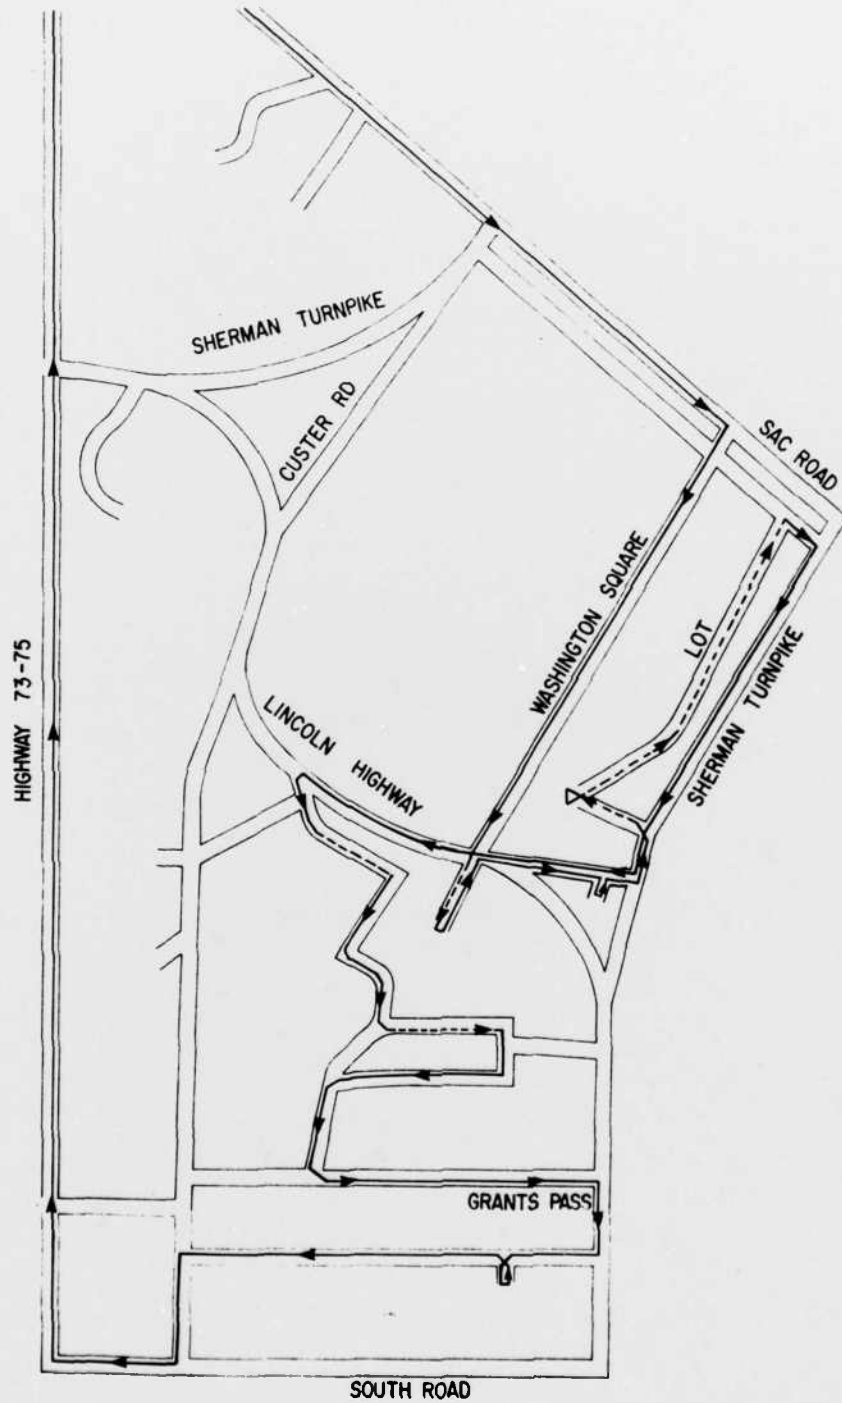 SHERMAN TURNPIKE
CUSTER RD
SAC ROAD
WASHINGTON SQUARE
LOT
SHERMAN TURNPIKE
HIGHWAY 73-75
LINCOLN HIGHWAY
GRANTS PASS
SOUTH ROAD